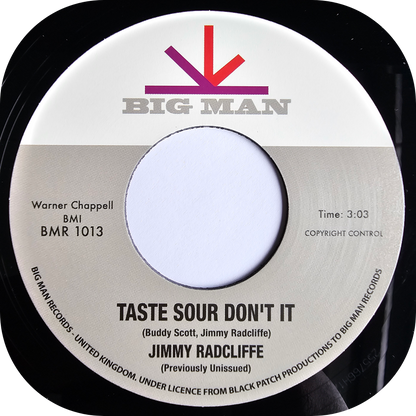 BIG MAN
Warner Chappell
BMI
BMR 1013
Time: 3:03
COPYRIGHT CONTROL
TASTE SOUR DON'T IT
(Buddy Scott, Jimmy Radcliffe)
JIMMY RADCLIFFE
(Previously Unissued)
BIG MAN RECORDS - UNITED KINGDOM. UNDER LICENCE FROM BLACK PATCH PRODUCTIONS TO BIG MAN RECORDS